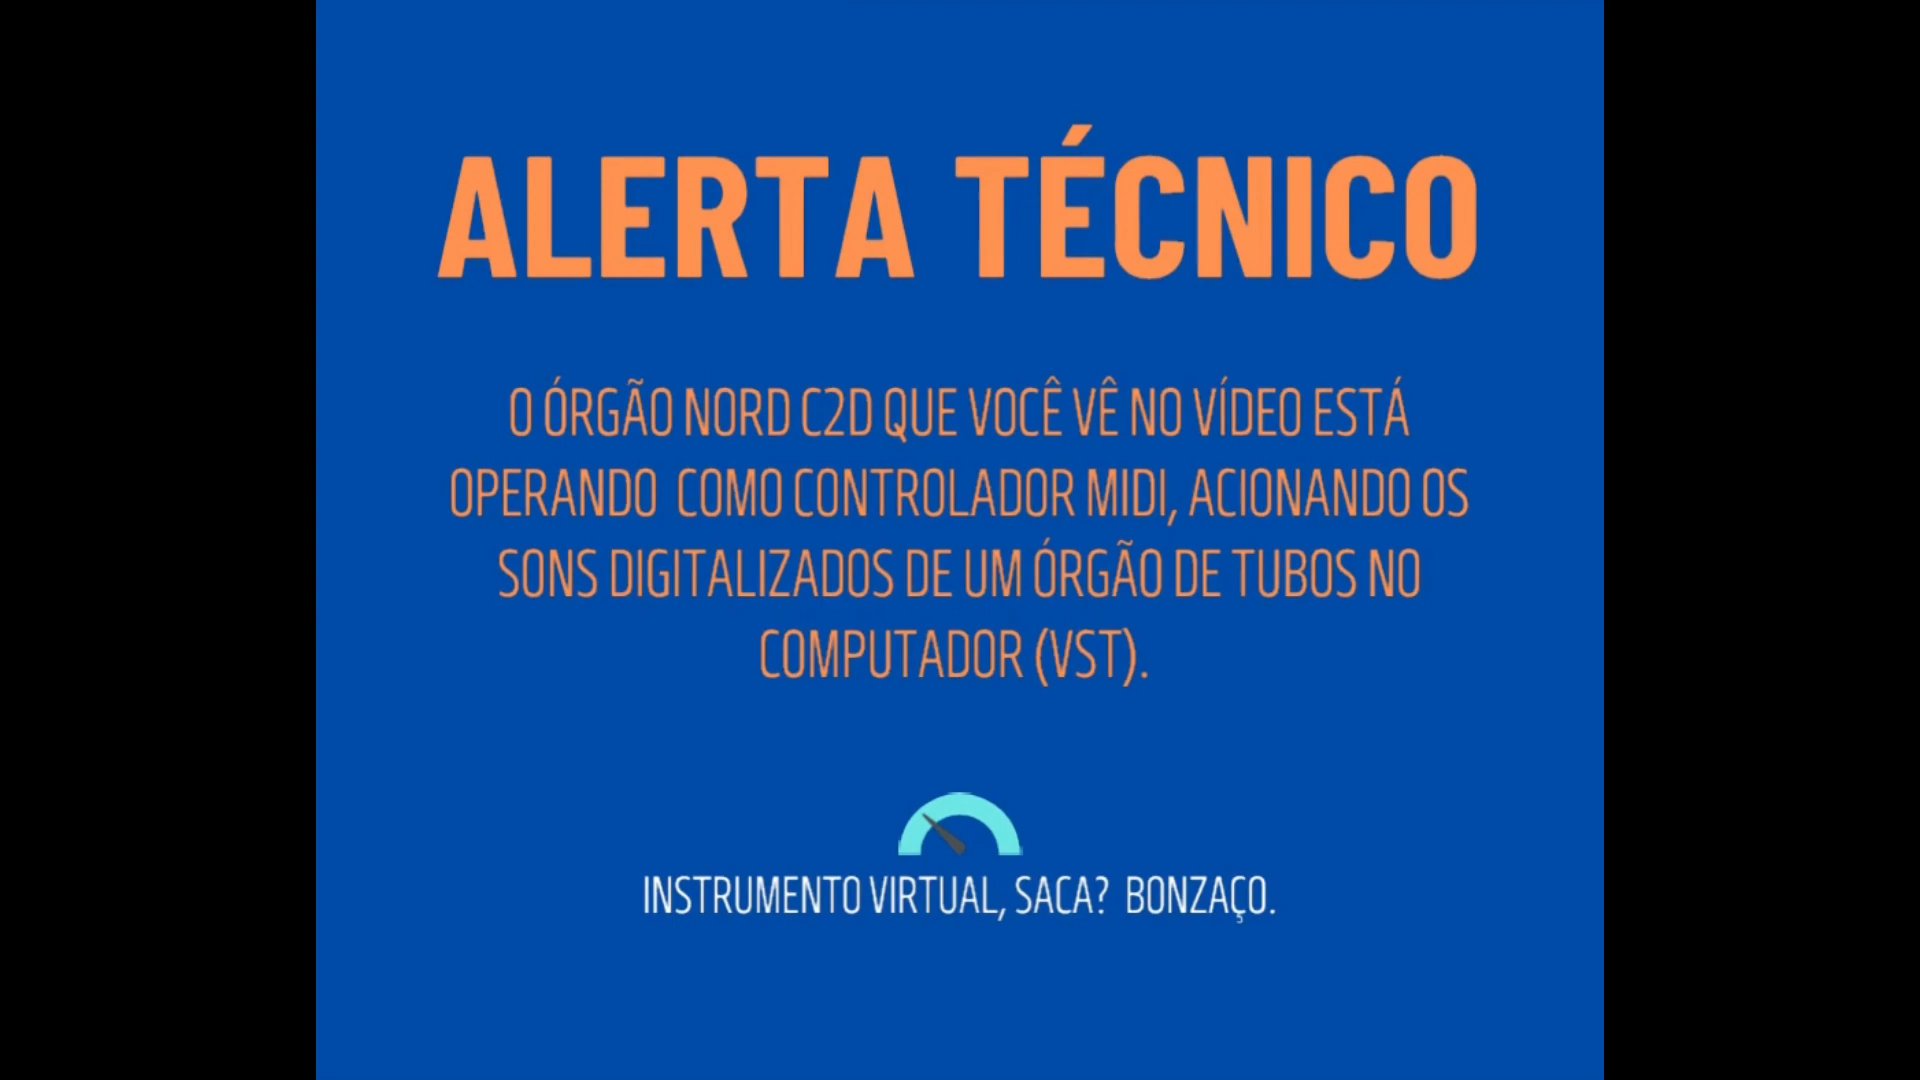 ALERTA TÉCNICO
O ÓRGÃO NORD C2D QUE VOCÊ VÊ NO VÍDEO ESTÁ
OPERANDO COMO CONTROLADOR MIDI, ACIONANDO OS
SONS DIGITALIZADOS DE UM ÓRGÃO DE TUBOS NO
COMPUTADOR (VST).
INSTRUMENTO VIRTUAL, SACA? BONZAÇO.